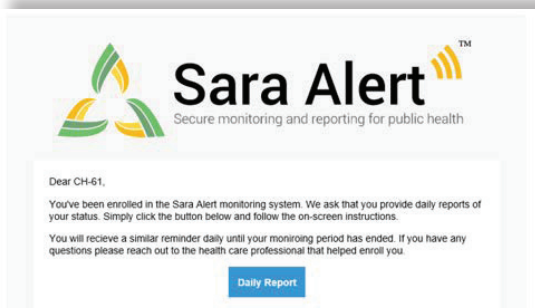 TM
Sara Alert
Secure monitoring and reporting for public health
Dear CH-61,
You've been enrolled in the Sara Alert monitoring system. We ask that you provide daily reports of
your status. Simply click the button below and follow the on-screen instructions.
You will recieve a similar reminder daily until your moniroing period has ended. If you have any
questions please reach out to the health care professional that helped enroll you.
Daily Report